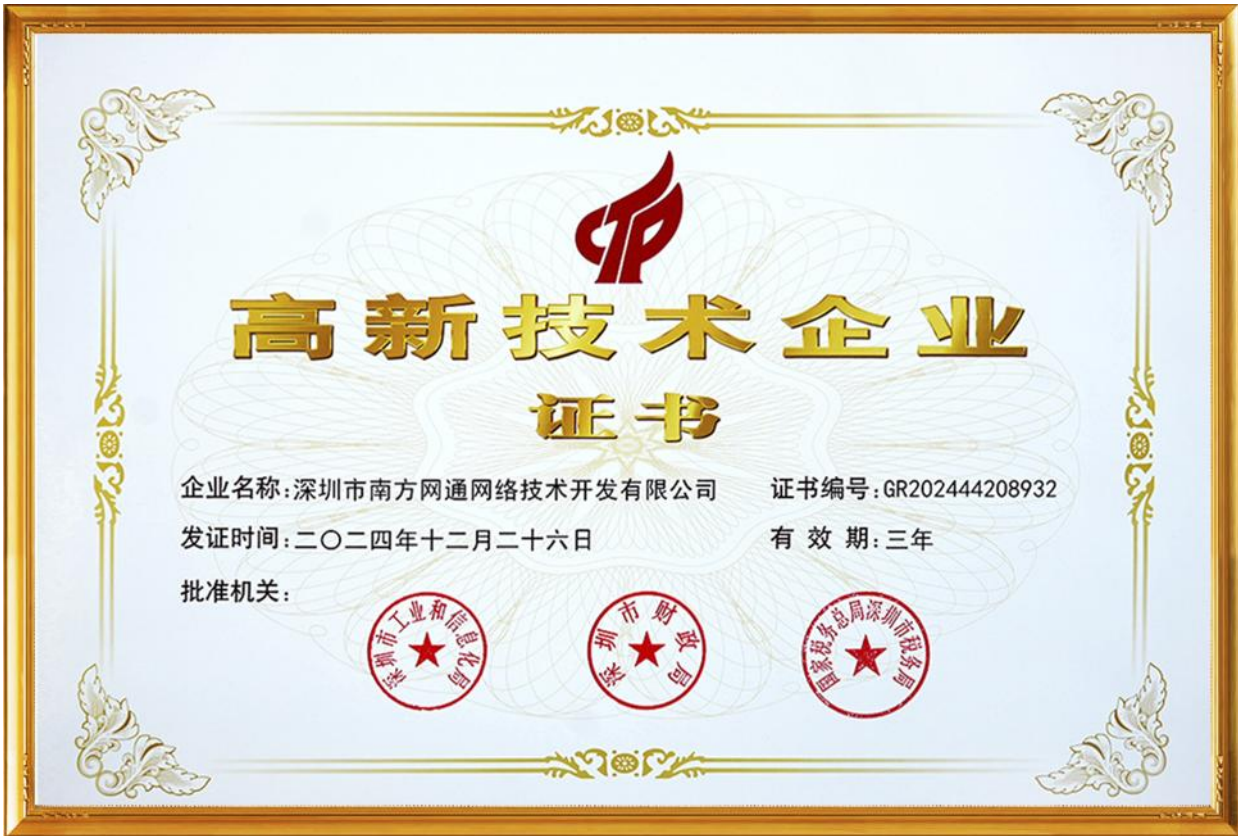 CTP
高新技术企业
证书
企业名称:深圳市南方网通网络技术开发有限公司
证书编号:GR202444208932
发证时间:二〇二四年十二月二十六日
有 效 期:三年
批准机关:
深圳市工业和信息化局
深圳市财政局
国家税务总局深圳市税务局